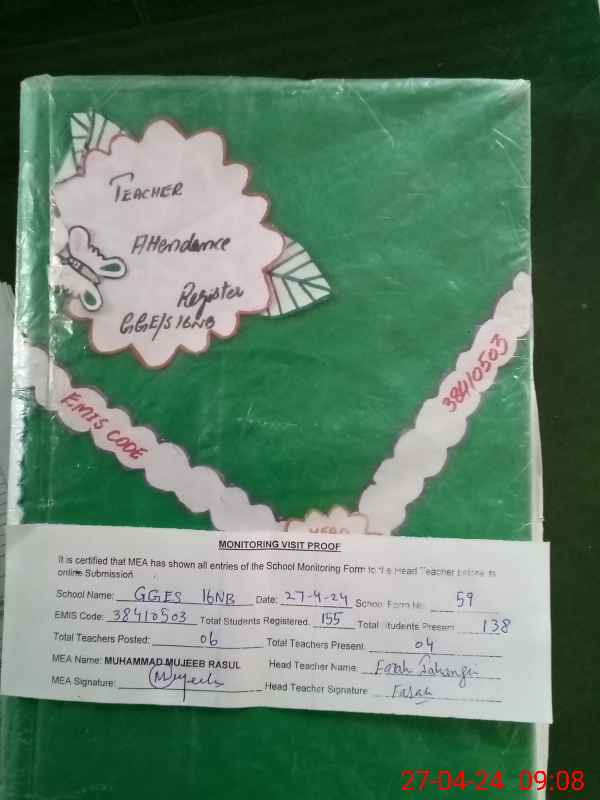 TEACHER
Attendance
Register
GGE/S 16NB
EMIS CODE
38410503
HEAD
MONITORING VISIT PROOF
It is certified that MEA has shown all entries of the School Monitoring Form to the Head Teacher before its
online Submission
School Name: GGES 16NB Date: 27-4-24 School Form No: 59
EMIS Code: 38410503 Total Students Registered: 155 Total Students Present 138
Total Teachers Posted: 06 Total Teachers Present 04
MEA Name: MUHAMMAD MUJEEB RASUL Head Teacher Name: Farah Jahangir
MEA Signature: Mujeeb Head Teacher Signature Farah
27-04-24 09:08